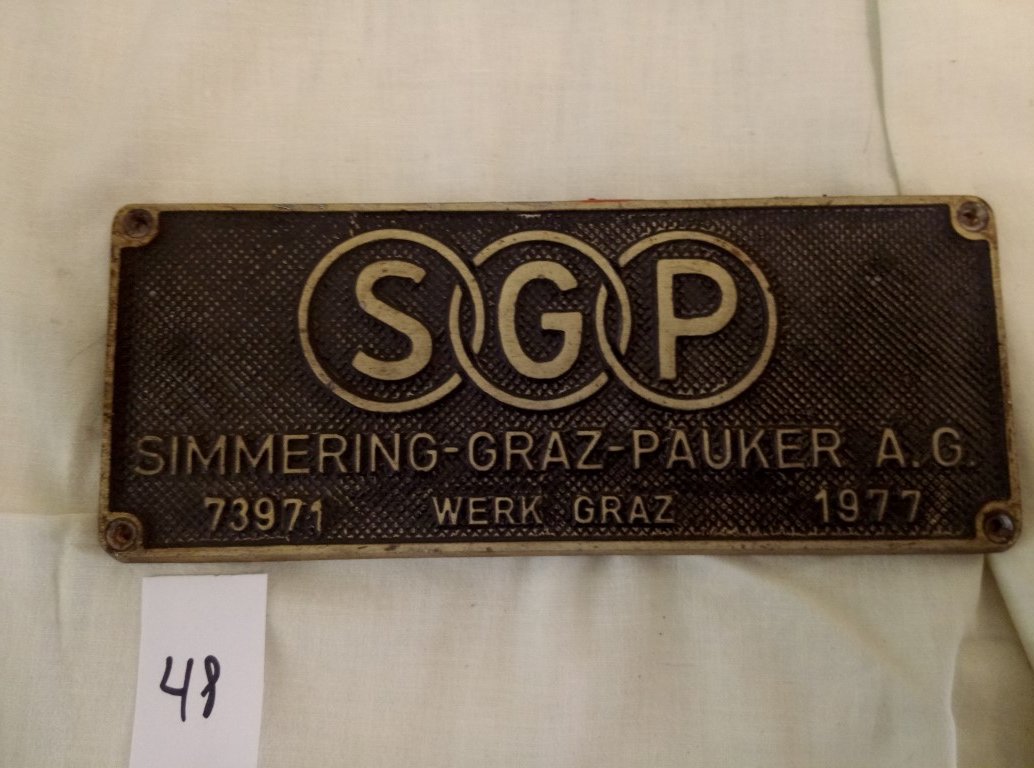 SGP
SIMMERING-GRAZ-PAUKER A.G.
73971 WERK GRAZ 1977
48